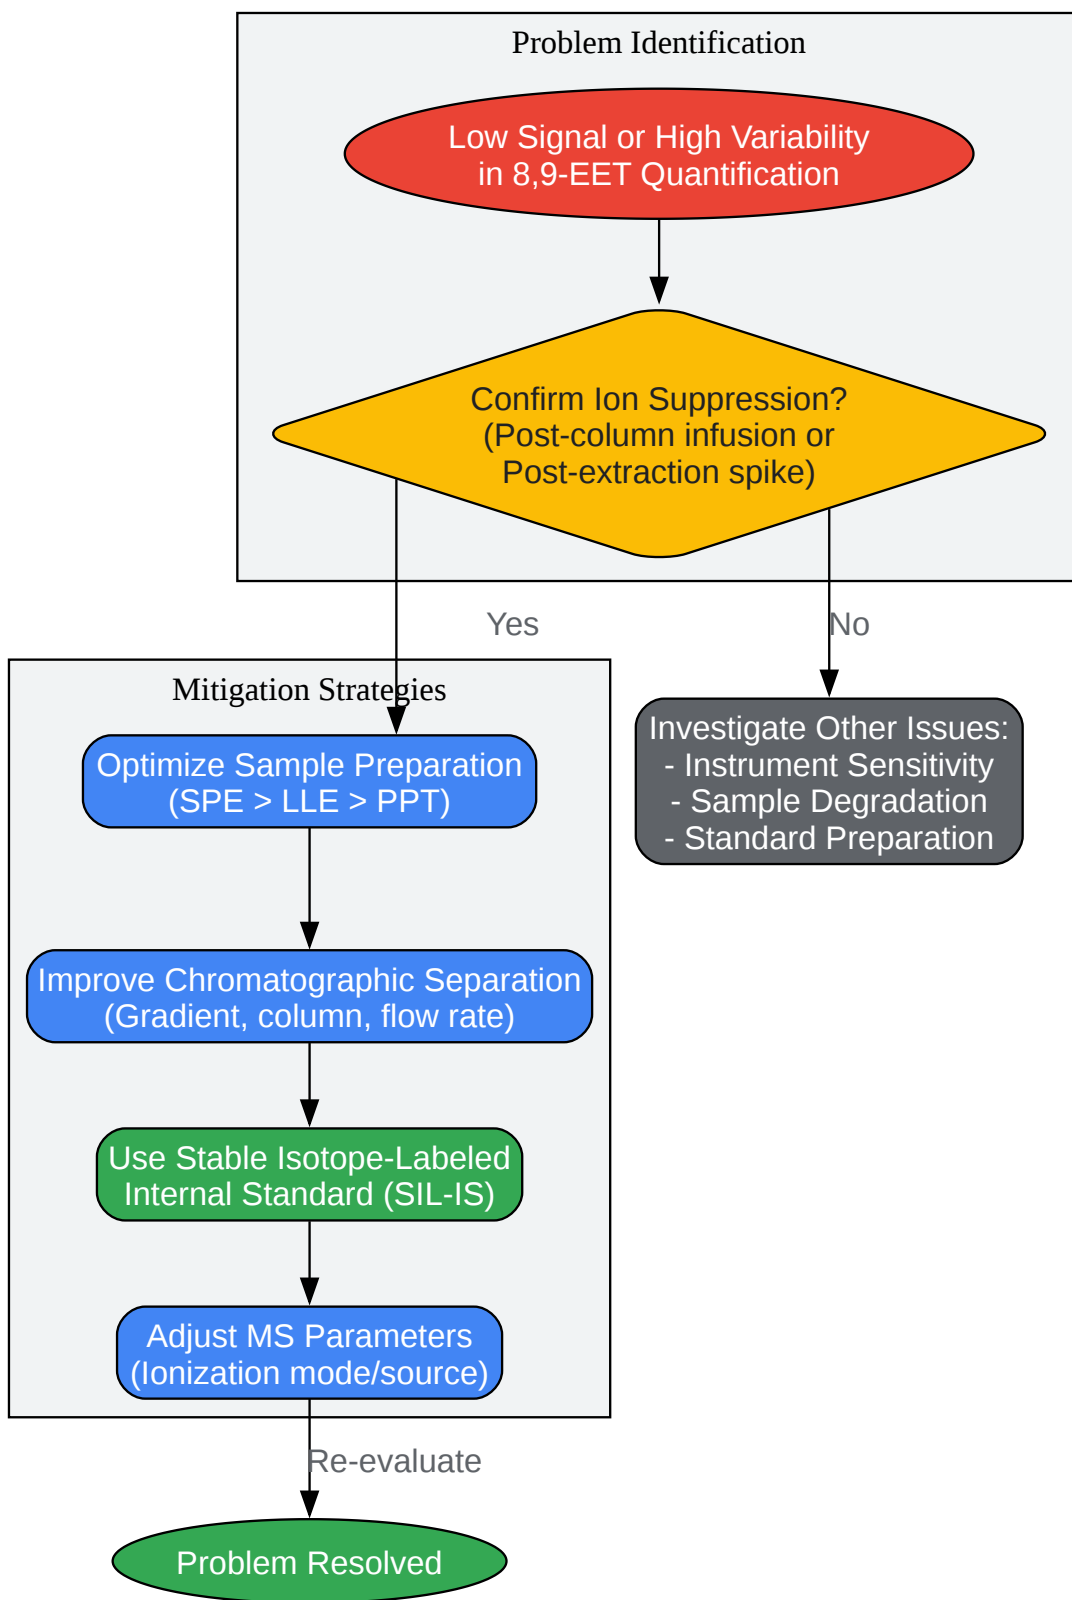 Problem Identification
Low Signal or High Variability
in 8,9-EET Quantification
Confirm Ion Suppression?
(Post-column infusion or
Post-extraction spike)
Yes
No
Mitigation Strategies
Optimize Sample Preparation
(SPE > LLE > PPT)
Investigate Other Issues:
- Instrument Sensitivity
- Sample Degradation
- Standard Preparation
Improve Chromatographic Separation
(Gradient, column, flow rate)
Use Stable Isotope-Labeled
Internal Standard (SIL-IS)
Adjust MS Parameters
(Ionization mode/source)
Re-evaluate
Problem Resolved